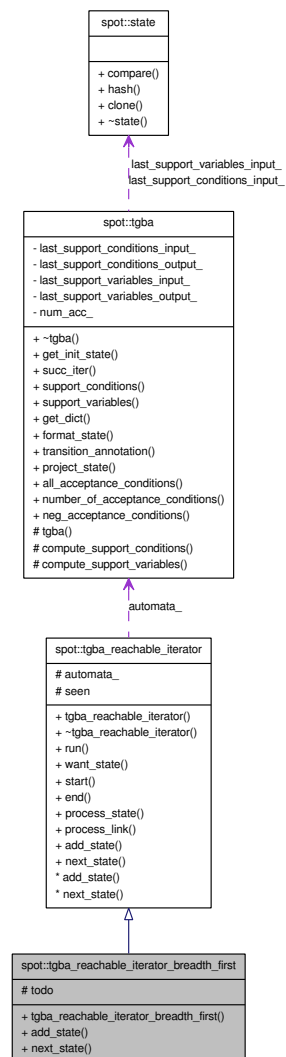 spot::state
+ compare()
+ hash()
+ clone()
+ ~state()
last_support_variables_input_
last_support_conditions_input_
spot::tgba
- last_support_conditions_input_
- last_support_conditions_output_
- last_support_variables_input_
- last_support_variables_output_
- num_acc_
+ ~tgba()
+ get_init_state()
+ succ_iter()
+ support_conditions()
+ support_variables()
+ get_dict()
+ format_state()
+ transition_annotation()
+ project_state()
+ all_acceptance_conditions()
+ number_of_acceptance_conditions()
+ neg_acceptance_conditions()
# tgba()
# compute_support_conditions()
# compute_support_variables()
automata_
spot::tgba_reachable_iterator
# automata_
# seen
+ tgba_reachable_iterator()
+ ~tgba_reachable_iterator()
+ run()
+ want_state()
+ start()
+ end()
+ process_state()
+ process_link()
+ add_state()
+ next_state()
* add_state()
* next_state()
spot::tgba_reachable_iterator_breadth_first
# todo
+ tgba_reachable_iterator_breadth_first()
+ add_state()
+ next_state()